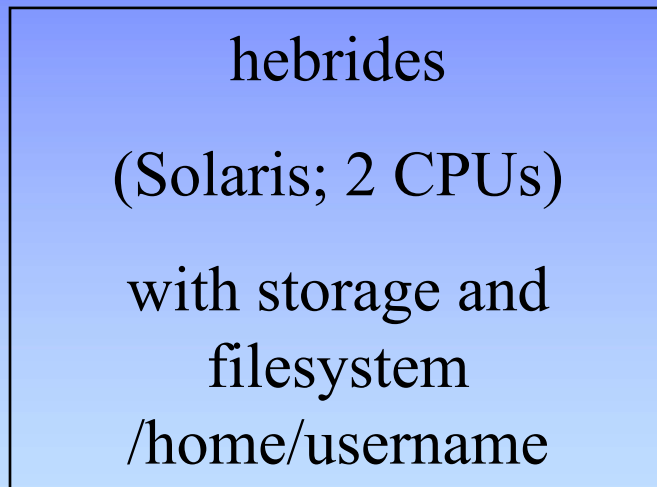 hebrides
(Solaris; 2 CPUs)
with storage and
filesystem
/home/username